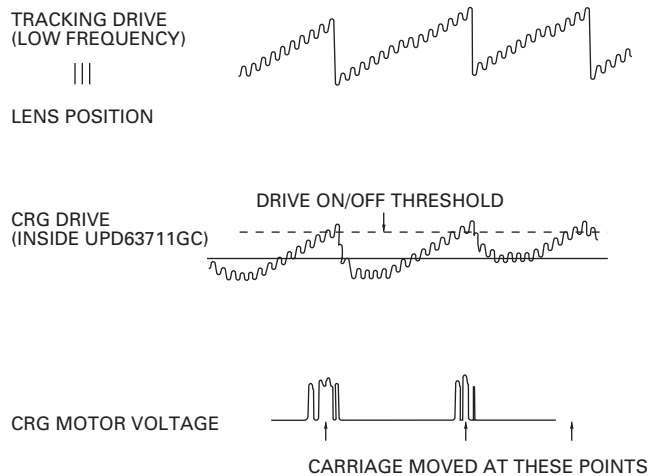 TRACKING DRIVE
(LOW FREQUENCY)
LENS POSITION
DRIVE ON/OFF THRESHOLD
CRG DRIVE
(INSIDE UPD63711GC)
CRG MOTOR VOLTAGE
CARRIAGE MOVED AT THESE POINTS